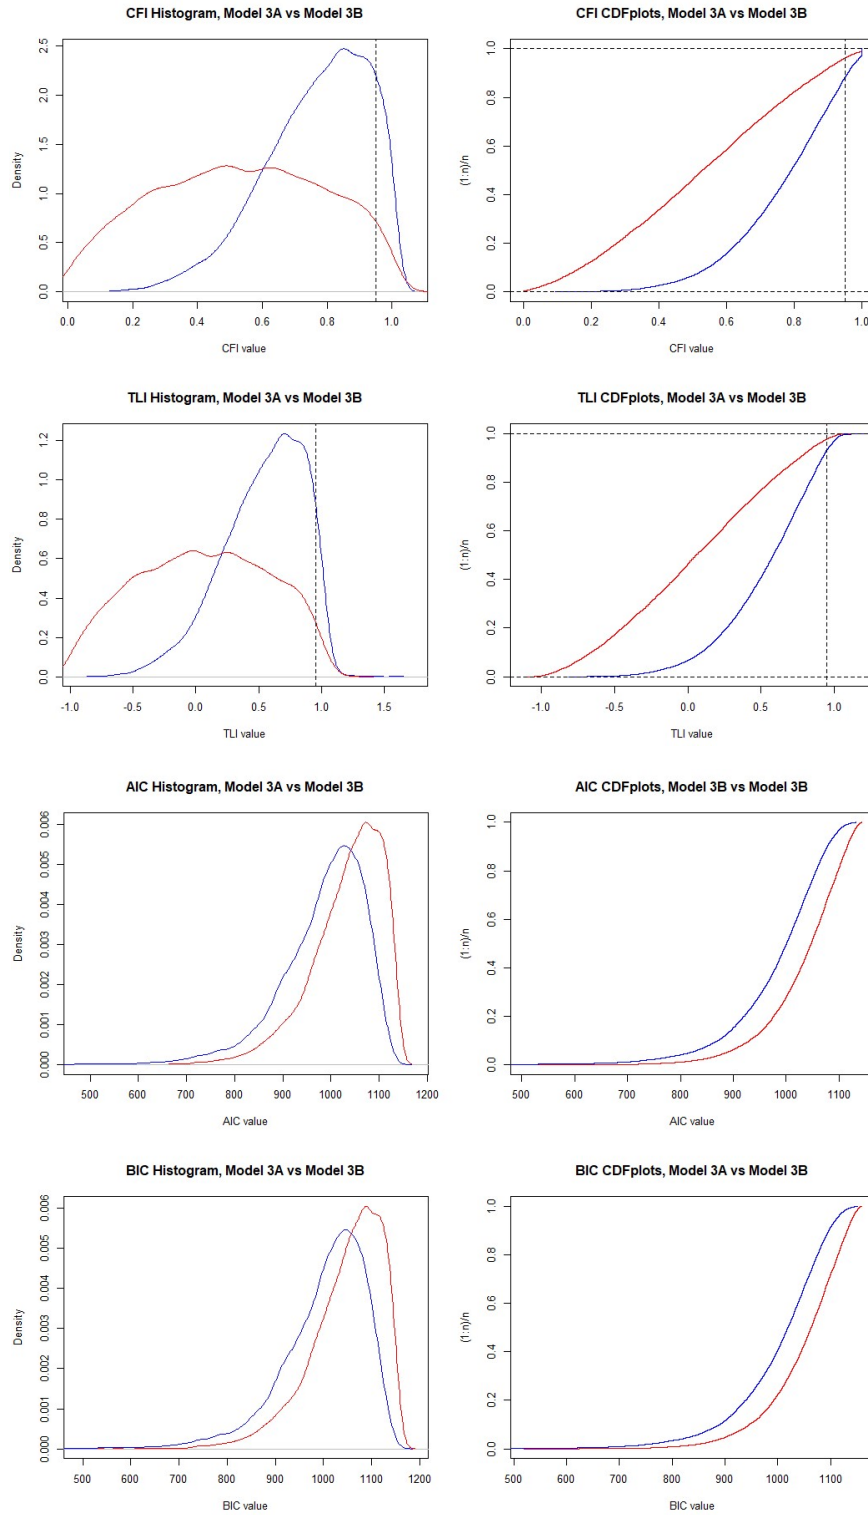 CFI Histogram, Model 3A vs Model 3B
Density
0.0 0.5 1.0 1.5 2.0 2.5
0.0 0.2 0.4 0.6 0.8 1.0
CFI value
CFI CDFplots, Model 3A vs Model 3B
(1:n)/n
0.0 0.2 0.4 0.6 0.8 1.0
0.0 0.2 0.4 0.6 0.8 1.0
CFI value
TLI Histogram, Model 3A vs Model 3B
Density
0.0 0.2 0.4 0.6 0.8 1.0 1.2
-1.0 -0.5 0.0 0.5 1.0 1.5
TLI value
TLI CDFplots, Model 3A vs Model 3B
(1:n)/n
0.0 0.2 0.4 0.6 0.8 1.0
-1.0 -0.5 0.0 0.5 1.0
TLI value
AIC Histogram, Model 3A vs Model 3B
Density
0.000 0.001 0.002 0.003 0.004 0.005 0.006
500 600 700 800 900 1000 1100 1200
AIC value
AIC CDFplots, Model 3B vs Model 3B
(1:n)/n
0.0 0.2 0.4 0.6 0.8 1.0
500 600 700 800 900 1000 1100
AIC value
BIC Histogram, Model 3A vs Model 3B
Density
0.000 0.001 0.002 0.003 0.004 0.005 0.006
500 600 700 800 900 1000 1100 1200
BIC value
BIC CDFplots, Model 3A vs Model 3B
(1:n)/n
0.0 0.2 0.4 0.6 0.8 1.0
500 600 700 800 900 1000 1100
BIC value